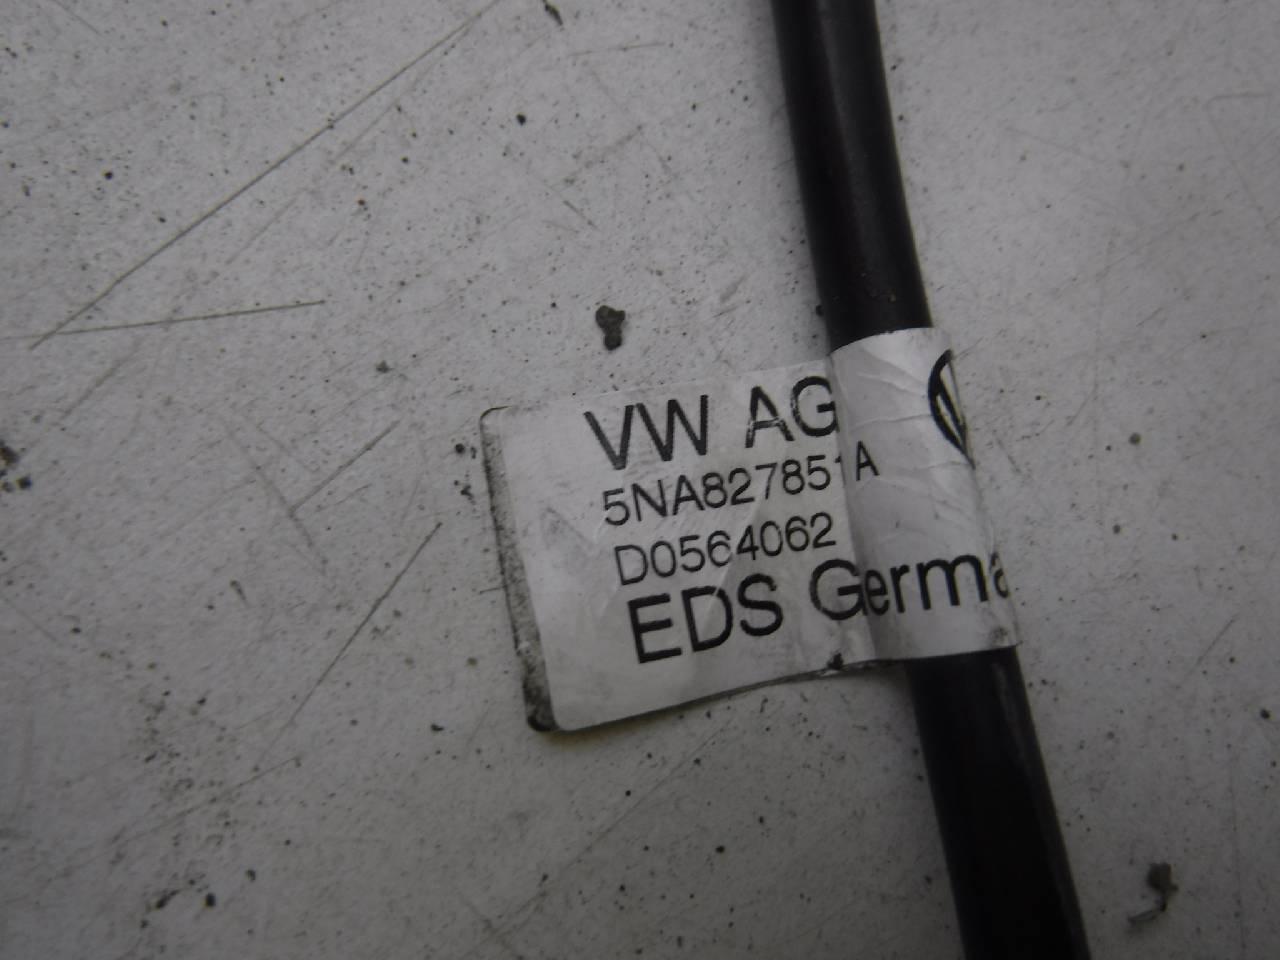 VW AG
5NA827851A
D0564062
EDS Germa